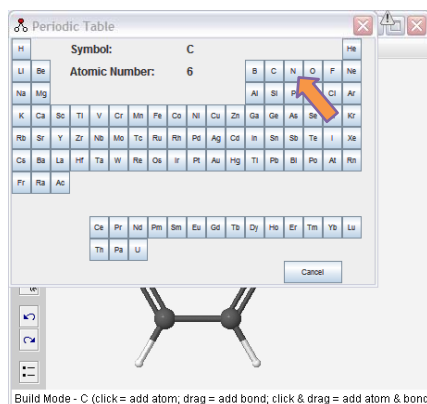 Periodic Table
Symbol: C
Atomic Number: 6
H He
Li Be B C N O F Ne
Na Mg Al Si P Cl Ar
K Ca Sc Ti V Cr Mn Fe Co Ni Cu Zn Ga Ge As Se Kr
Rb Sr Y Zr Nb Mo Tc Ru Rh Pd Ag Cd In Sn Sb Te I Xe
Cs Ba La Hf Ta W Re Os Ir Pt Au Hg Tl Pb Bi Po At Rn
Fr Ra Ac
Ce Pr Nd Pm Sm Eu Gd Tb Dy Ho Er Tm Yb Lu
Th Pa U
Cancel
Build Mode - C (click = add atom; drag = add bond; click & drag = add atom & bond